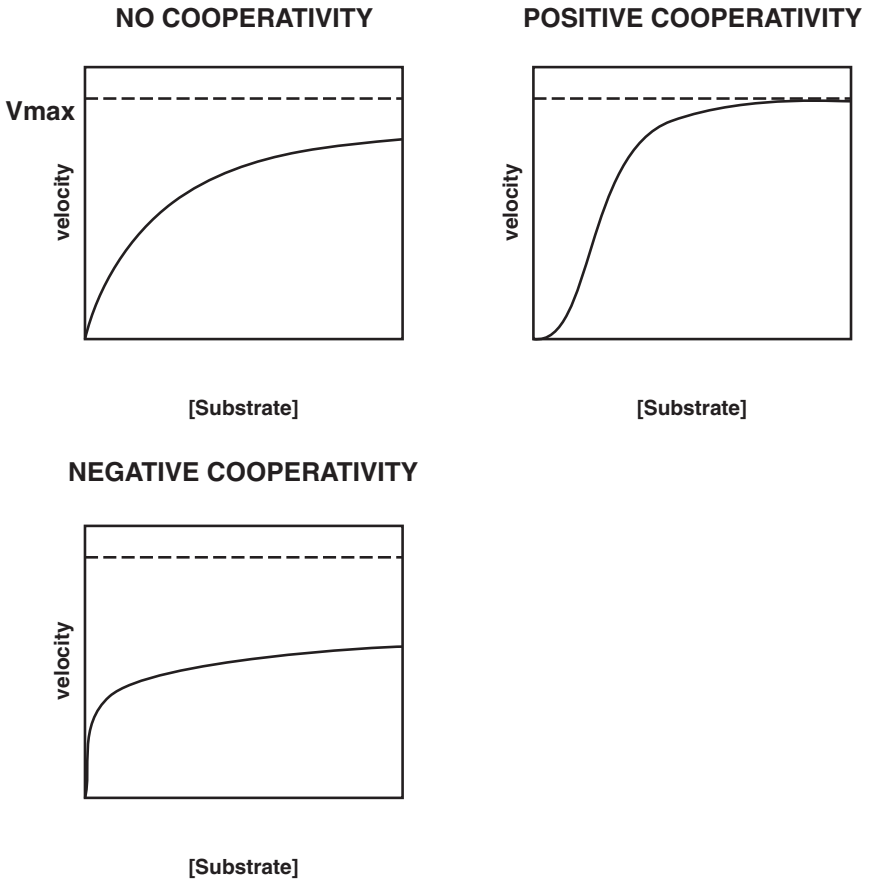 NO COOPERATIVITY
POSITIVE COOPERATIVITY
Vmax
velocity
velocity
[Substrate]
[Substrate]
NEGATIVE COOPERATIVITY
velocity
[Substrate]